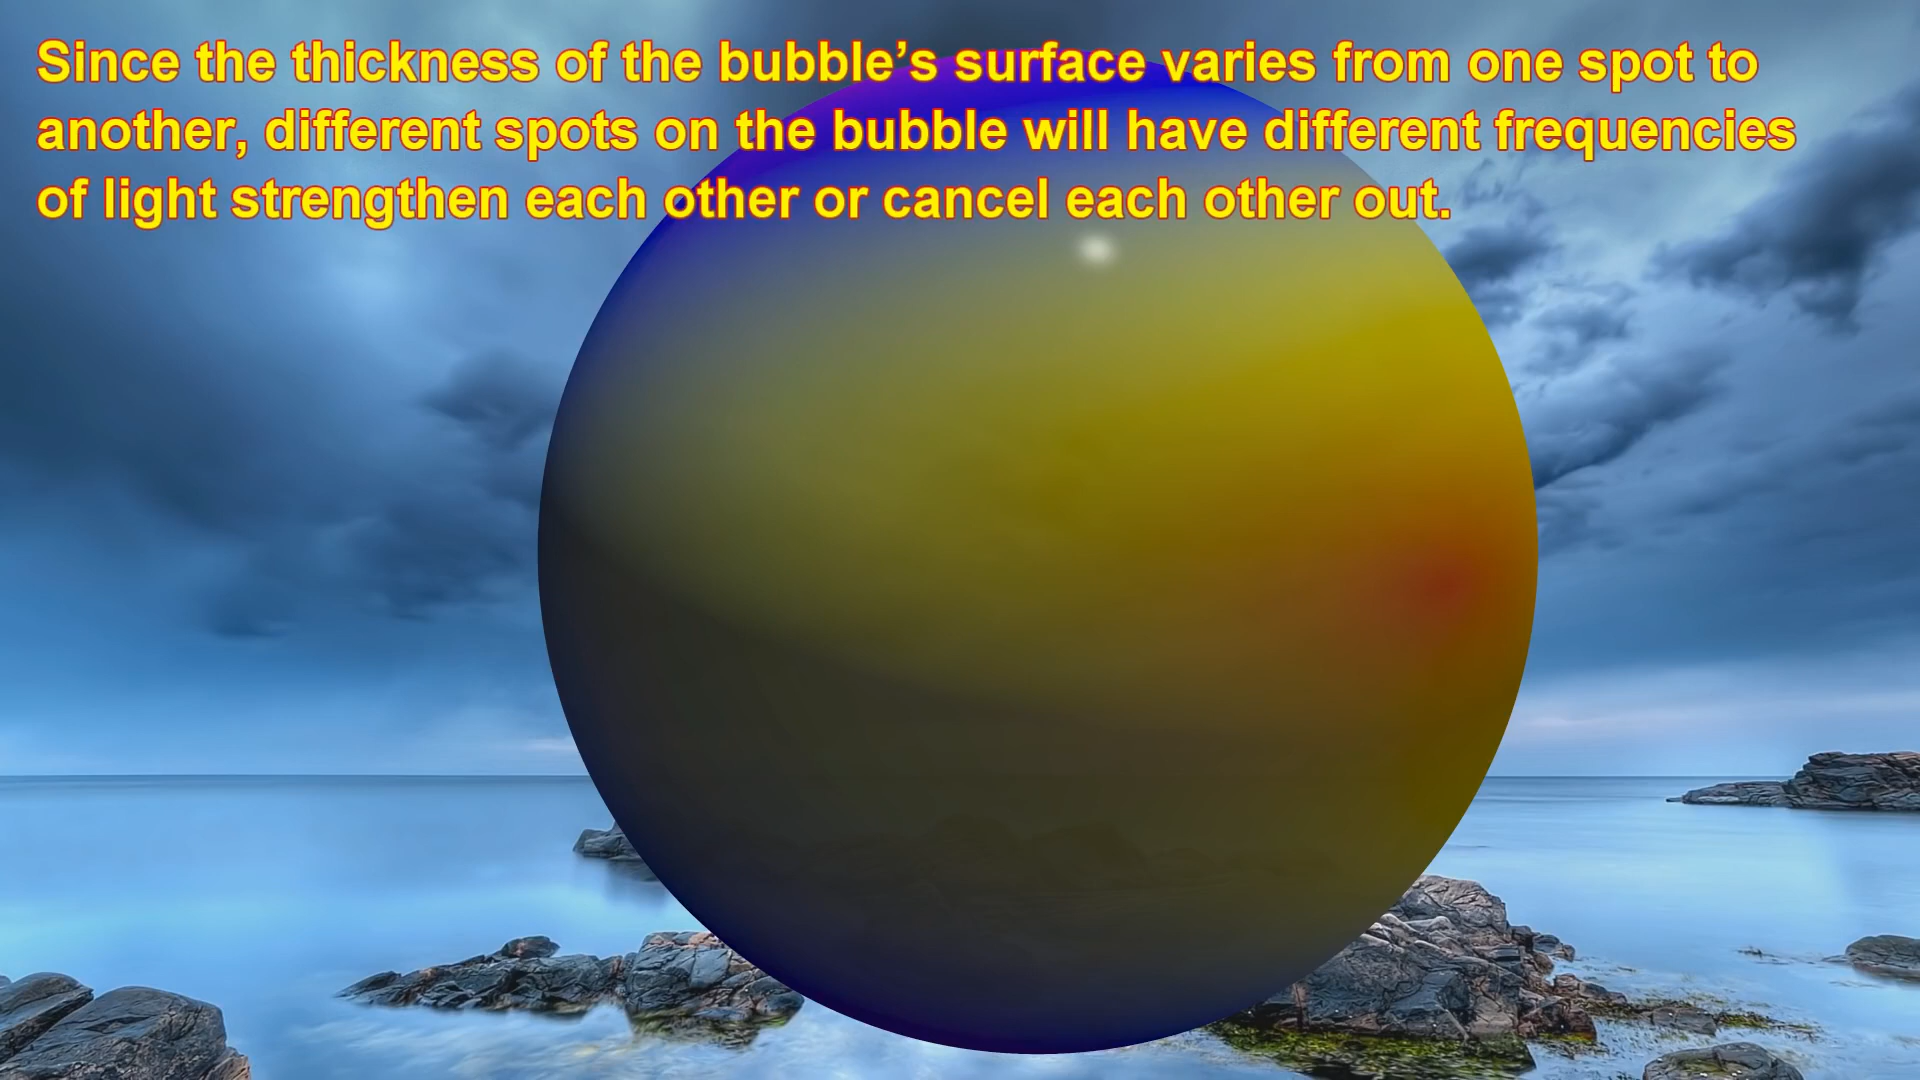 Since the thickness of the bubble’s surface varies from one spot to
another, different spots on the bubble will have different frequencies
of light strengthen each other or cancel each other out.